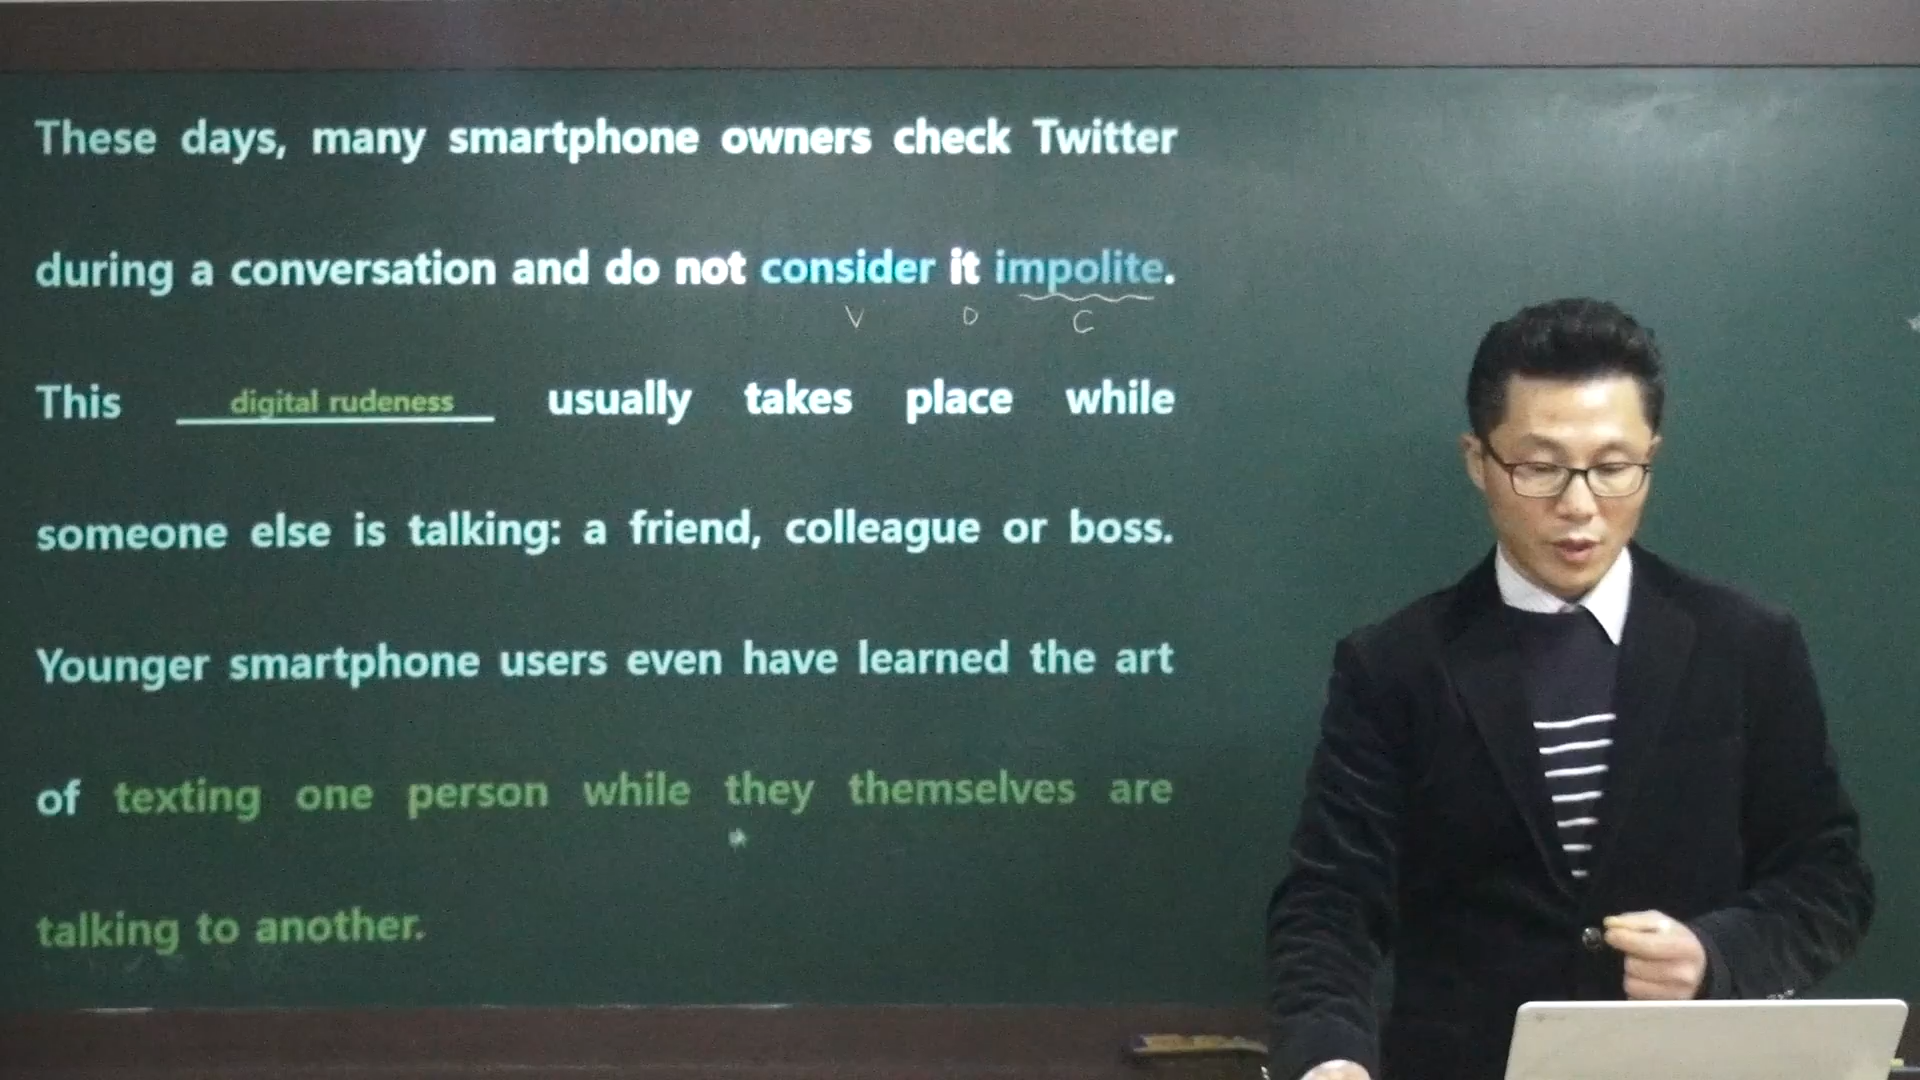 These days, many smartphone owners check Twitter
during a conversation and do not consider it impolite.
V O C
This digital rudeness usually takes place while
someone else is talking: a friend, colleague or boss.
Younger smartphone users even have learned the art
of texting one person while they themselves are
talking to another.